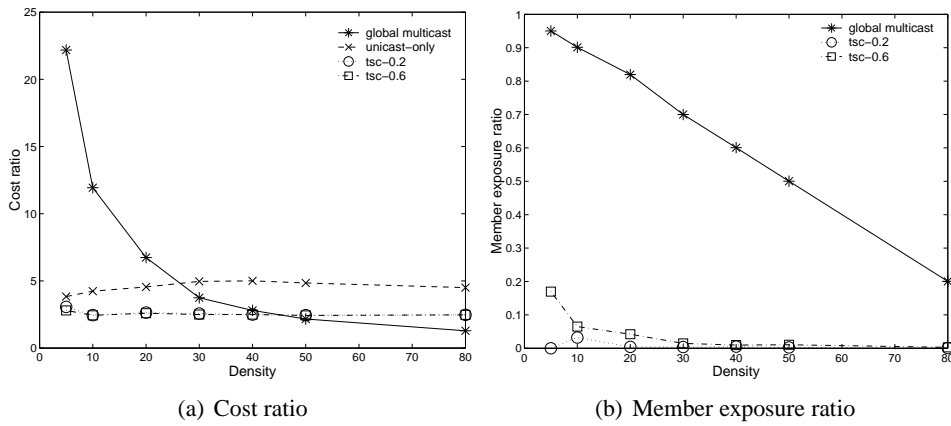 25
20
15
10
5
0
0 10 20 30 40 50 60 70 80
Cost ratio
Density
global multicast
unicast−only
tsc−0.2
tsc−0.6
(a) Cost ratio
1
0.9
0.8
0.7
0.6
0.5
0.4
0.3
0.2
0.1
0
0 10 20 30 40 50 60 70 80
Member exposure ratio
Density
global multicast
tsc−0.2
tsc−0.6
(b) Member exposure ratio